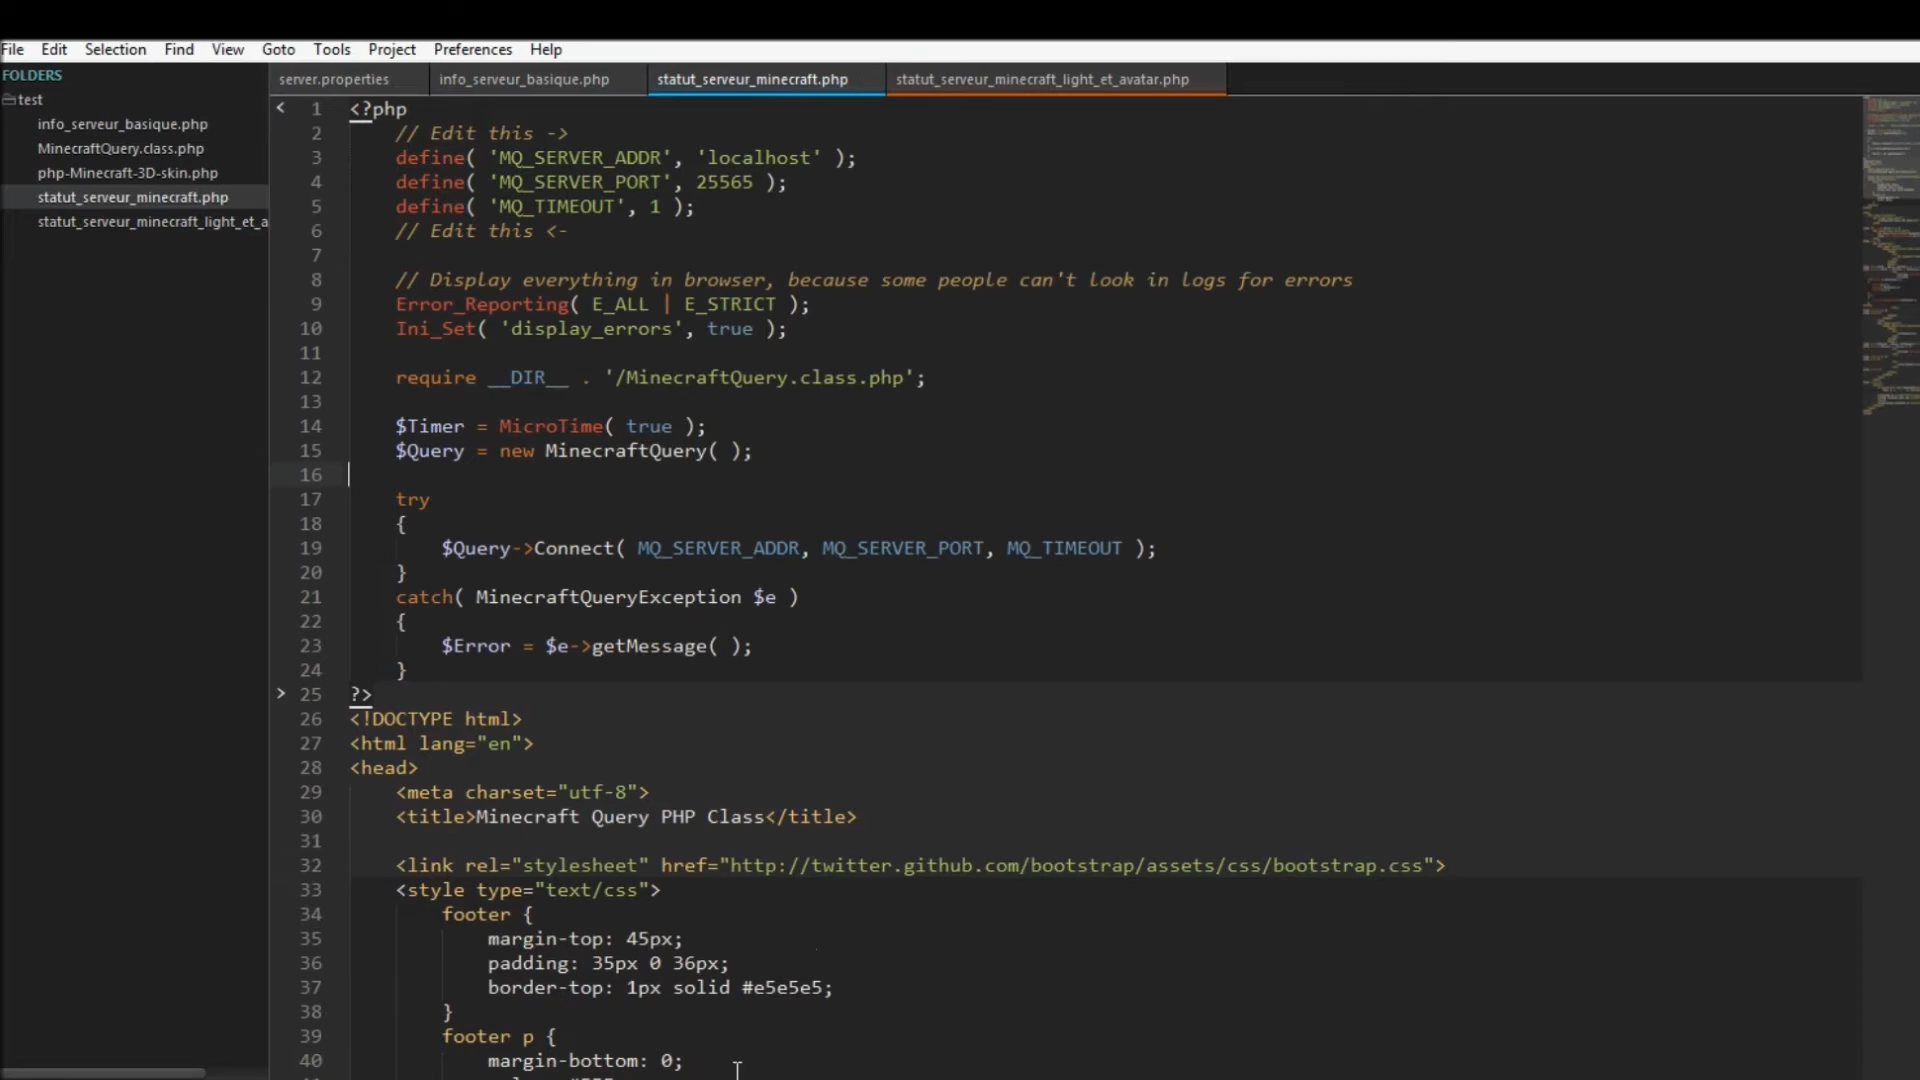 File Edit Selection Find View Goto Tools Project Preferences Help
FOLDERS
test
info_serveur_basique.php
MinecraftQuery.class.php
php-Minecraft-3D-skin.php
statut_serveur_minecraft.php
statut_serveur_minecraft_light_et_a
server.properties info_serveur_basique.php statut_serveur_minecraft.php statut_serveur_minecraft_light_et_avatar.php
< 1 <?php
2 // Edit this ->
3 define( 'MQ_SERVER_ADDR', 'localhost' );
4 define( 'MQ_SERVER_PORT', 25565 );
5 define( 'MQ_TIMEOUT', 1 );
6 // Edit this <-
7
8 // Display everything in browser, because some people can't look in logs for errors
9 Error_Reporting( E_ALL | E_STRICT );
10 Ini_Set( 'display_errors', true );
11
12 require __DIR__ . '/MinecraftQuery.class.php';
13
14 $Timer = MicroTime( true );
15 $Query = new MinecraftQuery( );
16
17 try
18 {
19 $Query->Connect( MQ_SERVER_ADDR, MQ_SERVER_PORT, MQ_TIMEOUT );
20 }
21 catch( MinecraftQueryException $e )
22 {
23 $Error = $e->getMessage( );
24 }
> 25 ?>
26 <!DOCTYPE html>
27 <html lang="en">
28 <head>
29 <meta charset="utf-8">
30 <title>Minecraft Query PHP Class</title>
31
32 <link rel="stylesheet" href="http://twitter.github.com/bootstrap/assets/css/bootstrap.css">
33 <style type="text/css">
34 footer {
35 margin-top: 45px;
36 padding: 35px 0 36px;
37 border-top: 1px solid #e5e5e5;
38 }
39 footer p {
40 margin-bottom: 0;